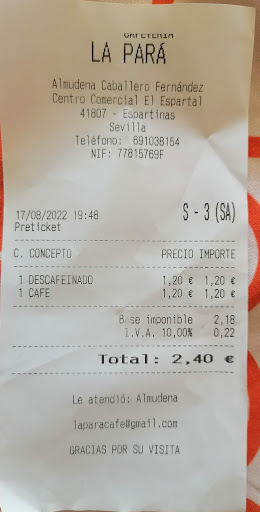 CAFETERIA
LA PARÁ
Almudena Caballero Fernández
Centro Comercial El Espartal
41807 - Espartinas
Sevilla
Teléfono: 691038154
NIF: 77815769F
17/08/2022 19:48 S - 3 (SA)
Preticket
C. CONCEPTO PRECIO IMPORTE
1 DESCAFEINADO 1,20 € 1,20 €
1 CAFE 1,20 € 1,20 €
Base imponible 2,18
I.V.A. 10,00% 0,22
Total: 2,40 €
Le atendió: Almudena
laparacafe@gmail.com
GRACIAS POR SU VISITA